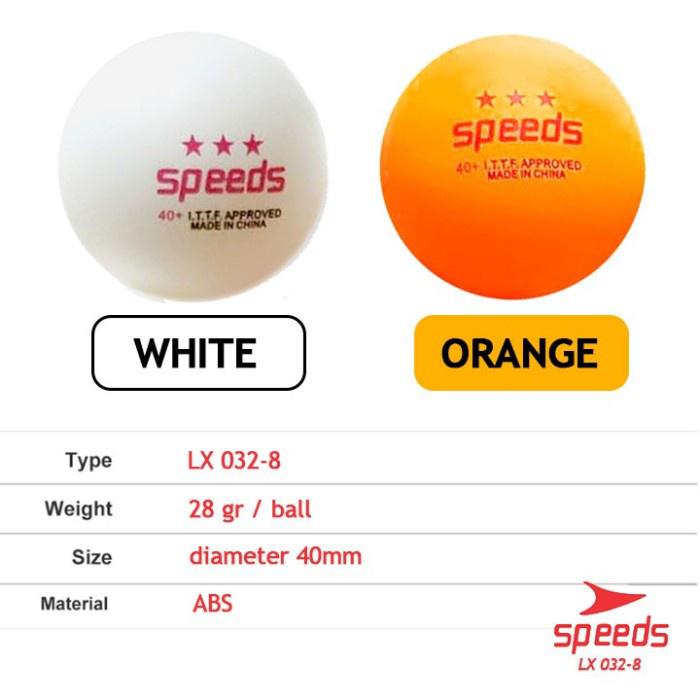 ★★★
speeds
40+ I.T.T.F. APPROVED
MADE IN CHINA
★★★
speeds
40+ I.T.T.F. APPROVED
MADE IN CHINA
WHITE
ORANGE
Type LX 032-8
Weight 28 gr / ball
Size diameter 40mm
Material ABS
speeds
LX 032-8